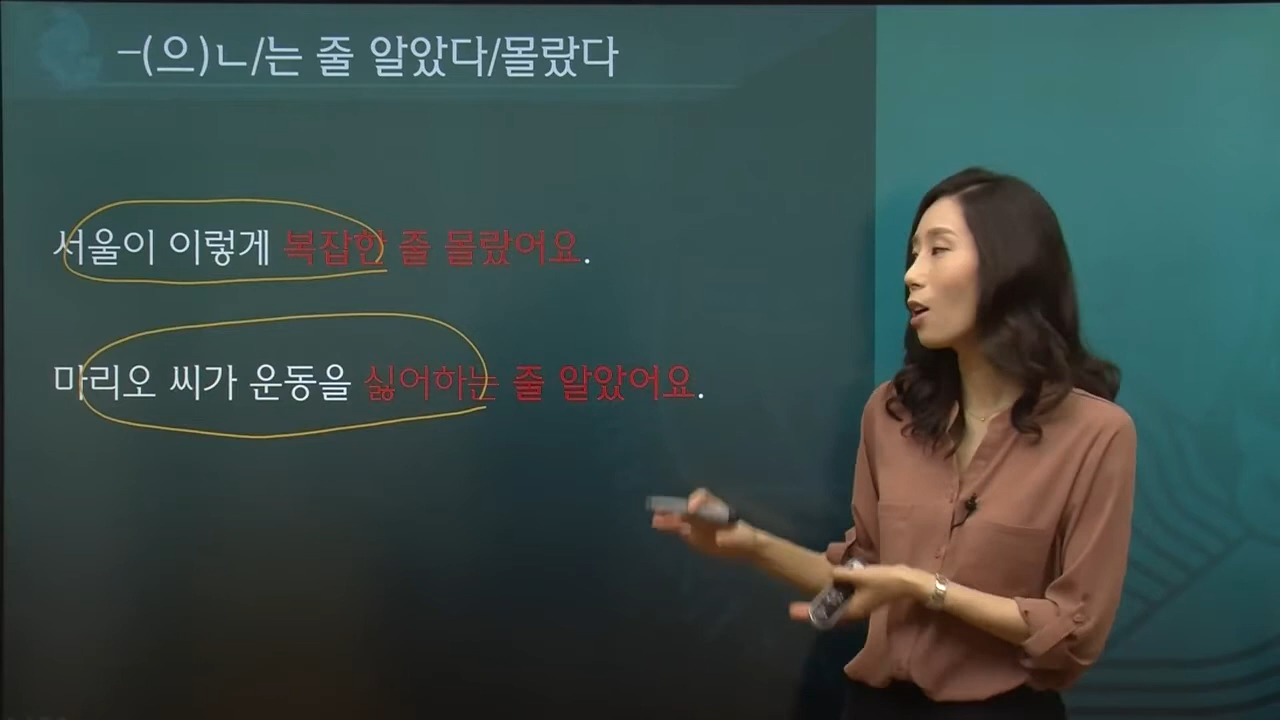 -(으)ㄴ/는 줄 알았다/몰랐다
서울이 이렇게 복잡한 줄 몰랐어요.
마리오 씨가 운동을 싫어하는 줄 알았어요.